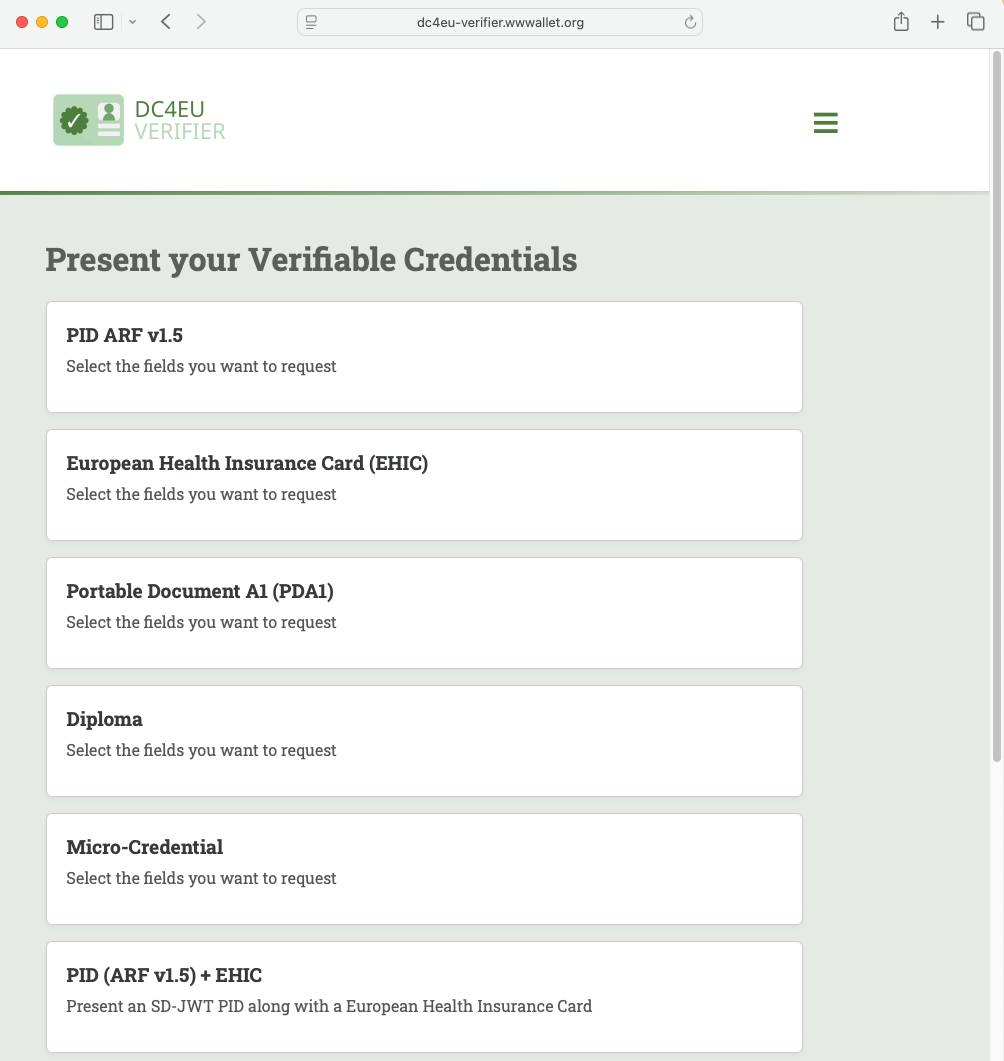 dc4eu-verifier.wwwallet.org
DC4EU
VERIFIER
Present your Verifiable Credentials
PID ARF v1.5
Select the fields you want to request
European Health Insurance Card (EHIC)
Select the fields you want to request
Portable Document A1 (PDA1)
Select the fields you want to request
Diploma
Select the fields you want to request
Micro-Credential
Select the fields you want to request
PID (ARF v1.5) + EHIC
Present an SD-JWT PID along with a European Health Insurance Card